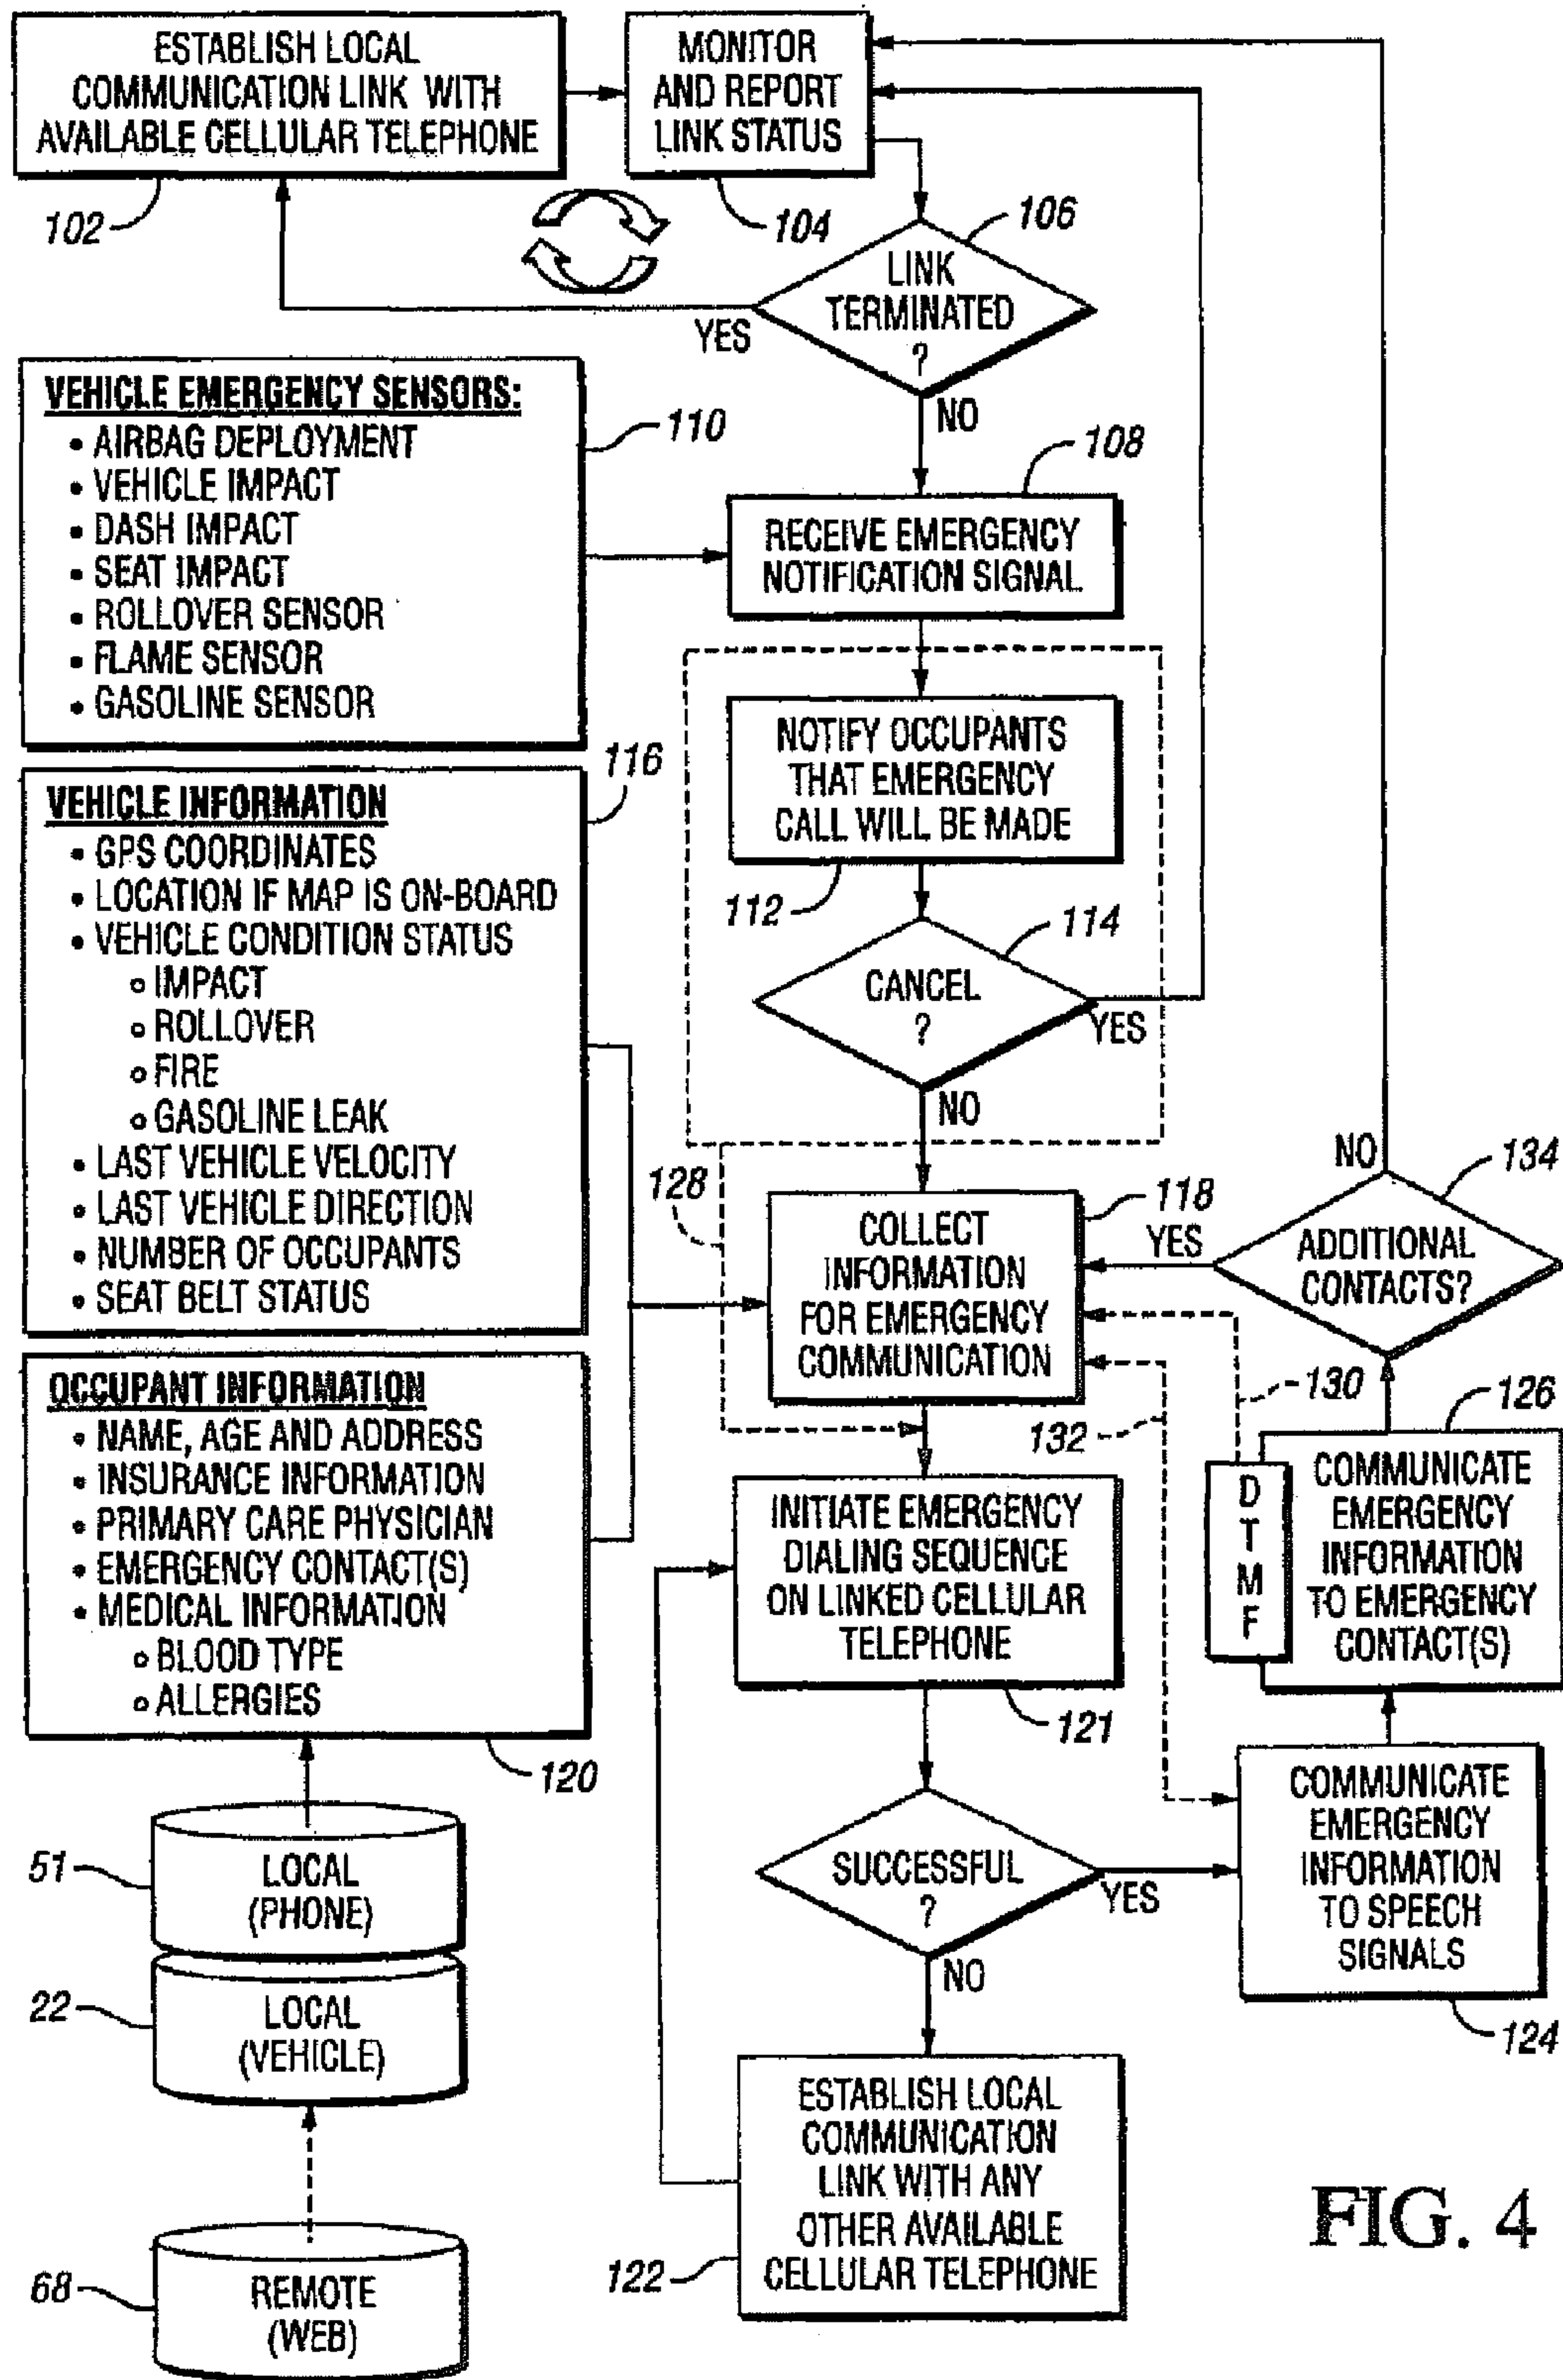 ESTABLISH LOCAL
COMMUNICATION LINK WITH
AVAILABLE CELLULAR TELEPHONE
102
MONITOR
AND REPORT
LINK STATUS
104
106
LINK
TERMINATED
?
YES
NO
VEHICLE EMERGENCY SENSORS:
• AIRBAG DEPLOYMENT
• VEHICLE IMPACT
• DASH IMPACT
• SEAT IMPACT
• ROLLOVER SENSOR
• FLAME SENSOR
• GASOLINE SENSOR
110
108
RECEIVE EMERGENCY
NOTIFICATION SIGNAL
NOTIFY OCCUPANTS
THAT EMERGENCY
CALL WILL BE MADE
112
114
CANCEL
?
YES
NO
116
VEHICLE INFORMATION
• GPS COORDINATES
• LOCATION IF MAP IS ON-BOARD
• VEHICLE CONDITION STATUS
o IMPACT
o ROLLOVER
o FIRE
o GASOLINE LEAK
• LAST VEHICLE VELOCITY
• LAST VEHICLE DIRECTION
• NUMBER OF OCCUPANTS
• SEAT BELT STATUS
128
118
COLLECT
INFORMATION
FOR EMERGENCY
COMMUNICATION
NO
134
YES
ADDITIONAL
CONTACTS?
OCCUPANT INFORMATION
• NAME, AGE AND ADDRESS
• INSURANCE INFORMATION
• PRIMARY CARE PHYSICIAN
• EMERGENCY CONTACT(S)
• MEDICAL INFORMATION
o BLOOD TYPE
o ALLERGIES
120
132
130
126
INITIATE EMERGENCY
DIALING SEQUENCE
ON LINKED CELLULAR
TELEPHONE
121
DTMF
COMMUNICATE
EMERGENCY
INFORMATION
TO EMERGENCY
CONTACT(S)
51
LOCAL
(PHONE)
22
LOCAL
(VEHICLE)
68
REMOTE
(WEB)
SUCCESSFUL
?
YES
NO
COMMUNICATE
EMERGENCY
INFORMATION
TO SPEECH
SIGNALS
124
ESTABLISH LOCAL
COMMUNICATION
LINK WITH ANY
OTHER AVAILABLE
CELLULAR TELEPHONE
122
FIG. 4